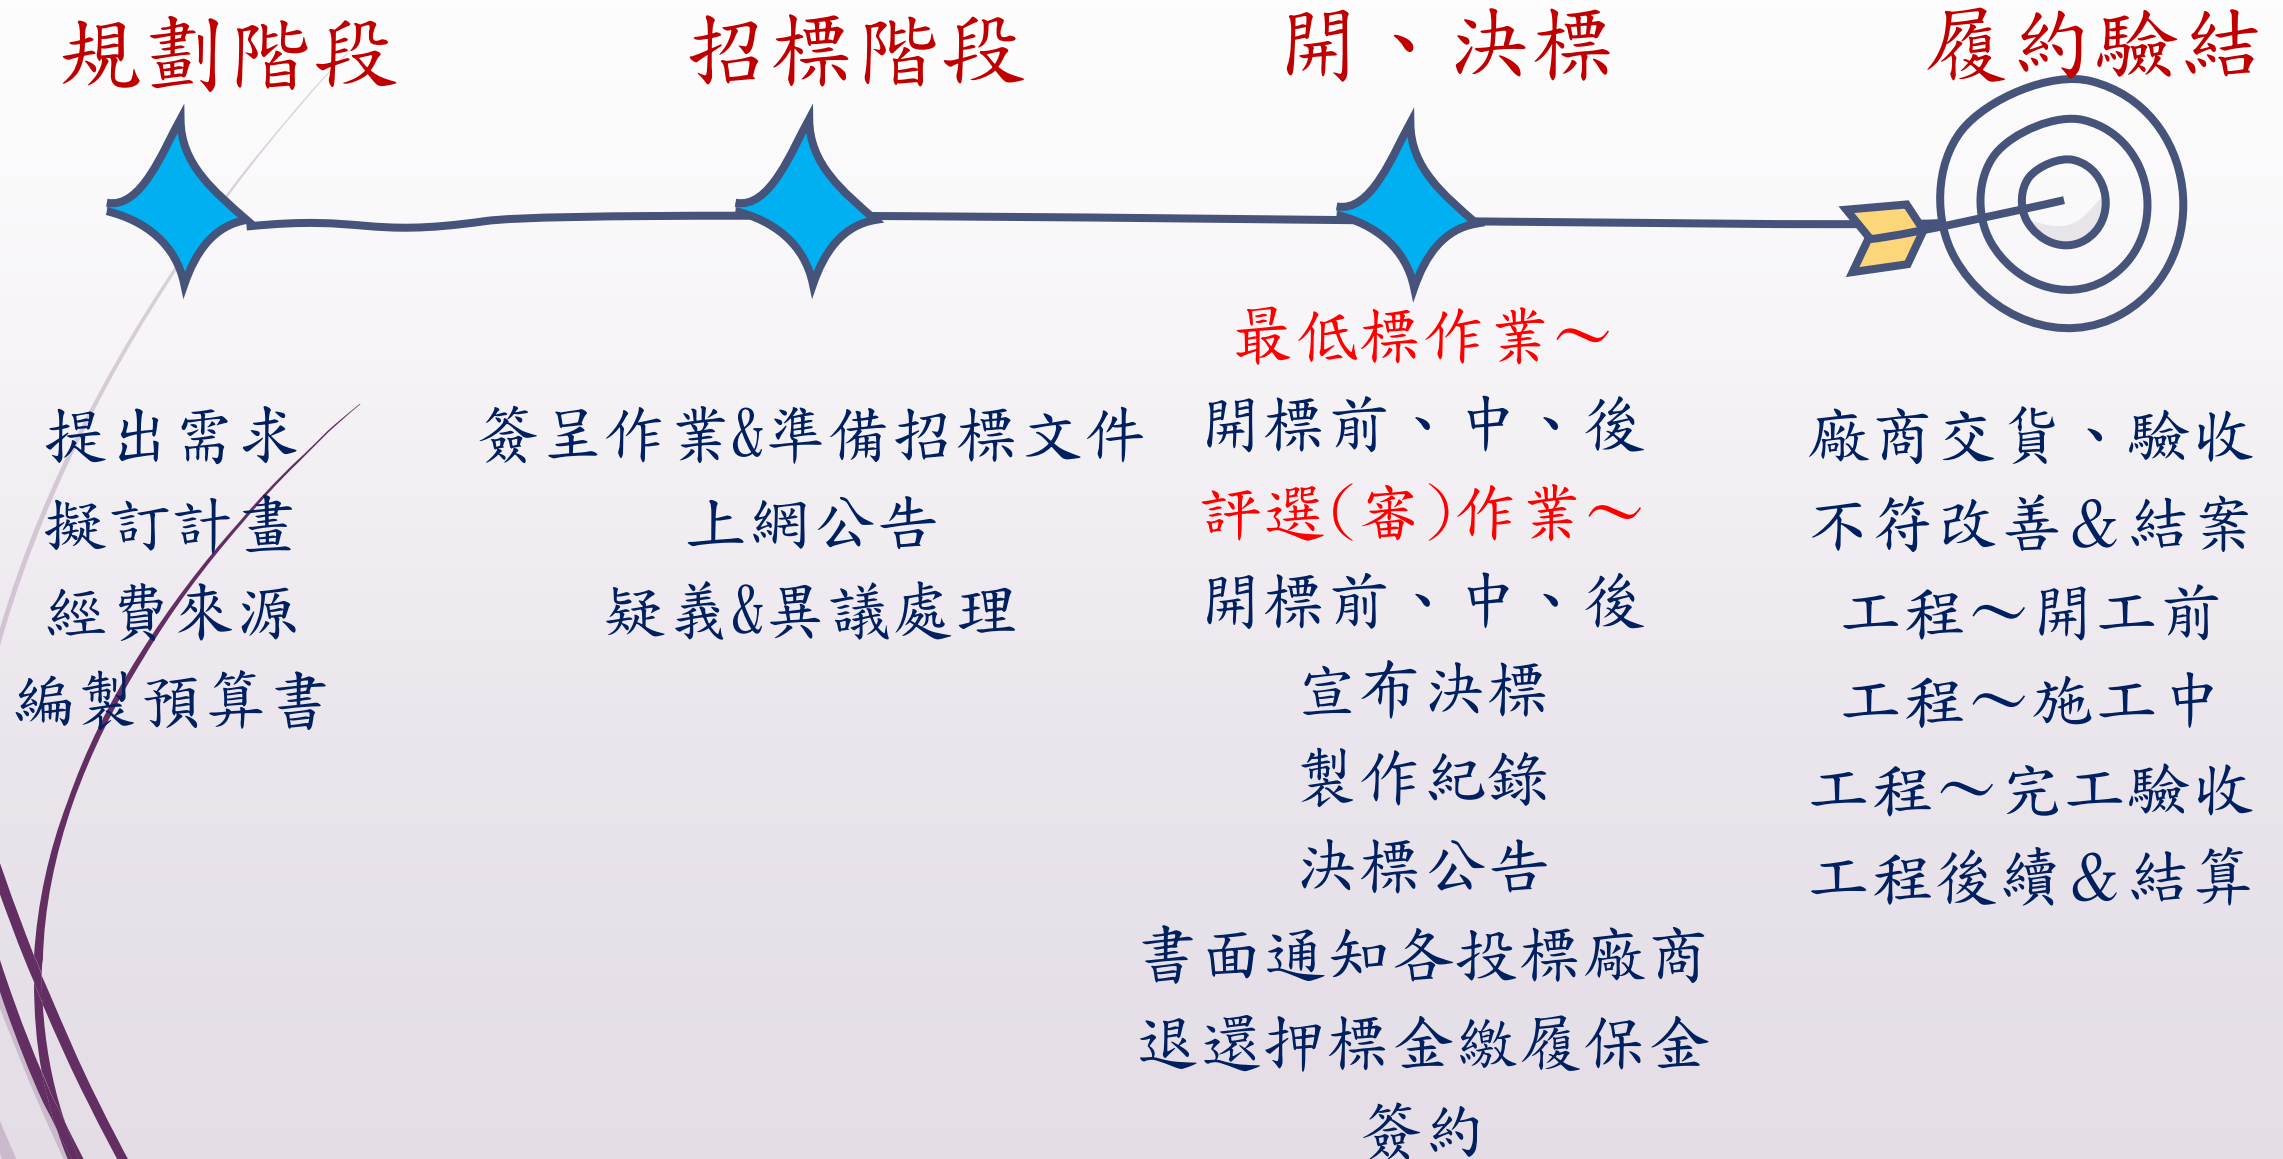 規劃階段
提出需求
擬訂計畫
經費來源
編製預算書
招標階段
簽呈作業&準備招標文件
上網公告
疑義&異議處理
開、決標
最低標作業～
開標前、中、後
評選(審)作業～
開標前、中、後
宣布決標
製作紀錄
決標公告
書面通知各投標廠商
退還押標金繳履保金
簽約
履約驗結
廠商交貨、驗收
不符改善&結案
工程～開工前
工程～施工中
工程～完工驗收
工程後續&結算